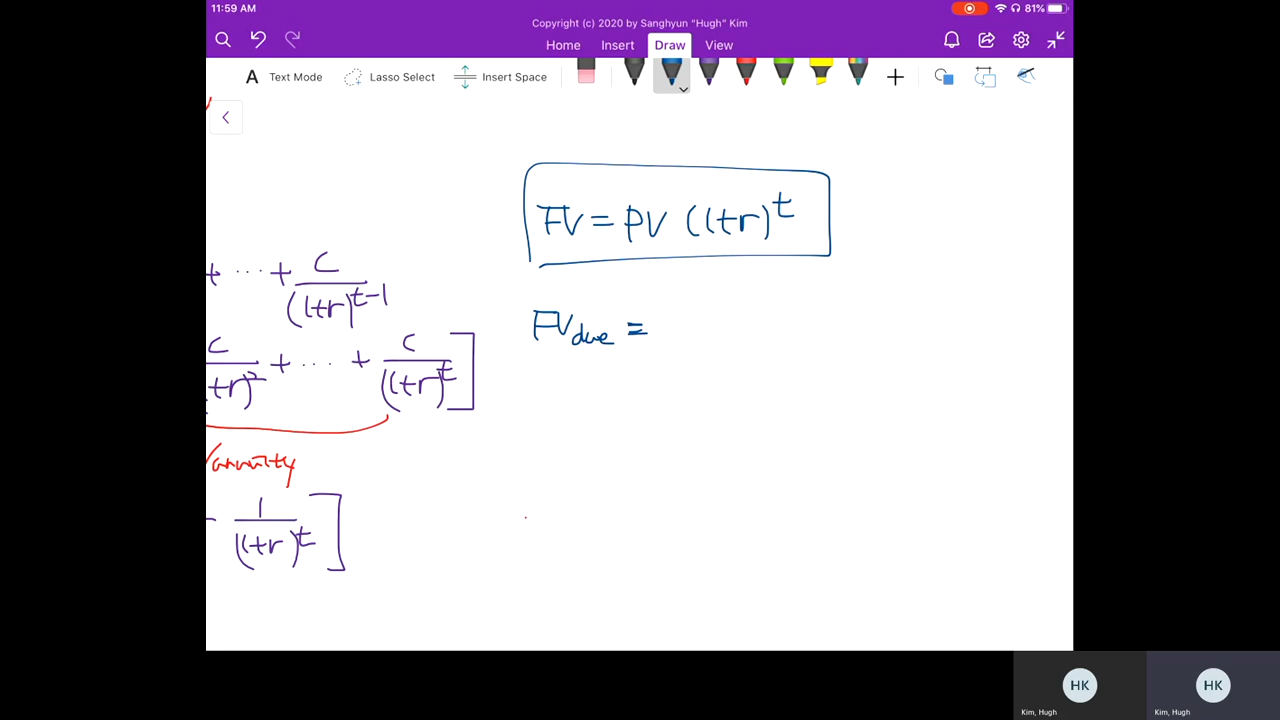 11:59 AM
81%
Copyright (c) 2020 by Sanghyun "Hugh" Kim
Home Insert Draw View
A Text Mode Lasso Select Insert Space
FV = PV (1+r)^t
+ ··· + C/(1+r)^{t-1}
FV_due =
C/(1+r)^2 + ··· + C/(1+r)^t ]
annuity
- 1/(1+r)^t ]
HK HK
Kim, Hugh Kim, Hugh